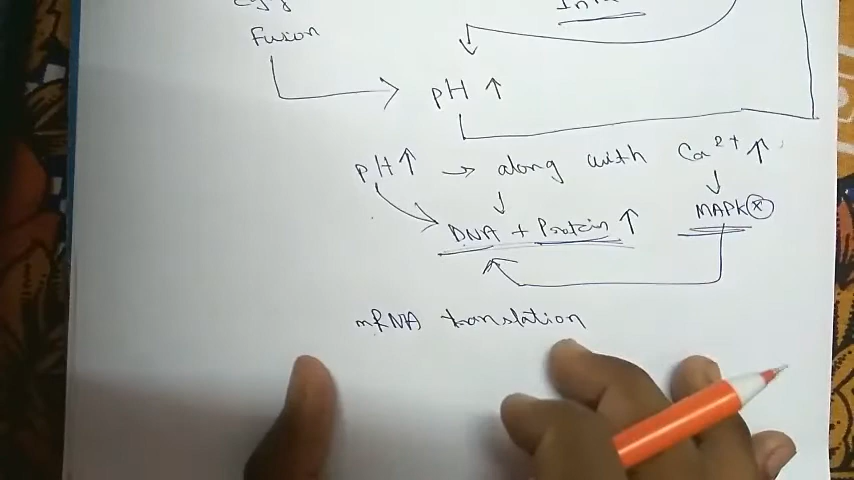 Fusion
pH ↑
pH ↑ → along with Ca2+ ↑
↓ ↓
DNA + Protein ↑ MAPK ⓧ
mRNA translation